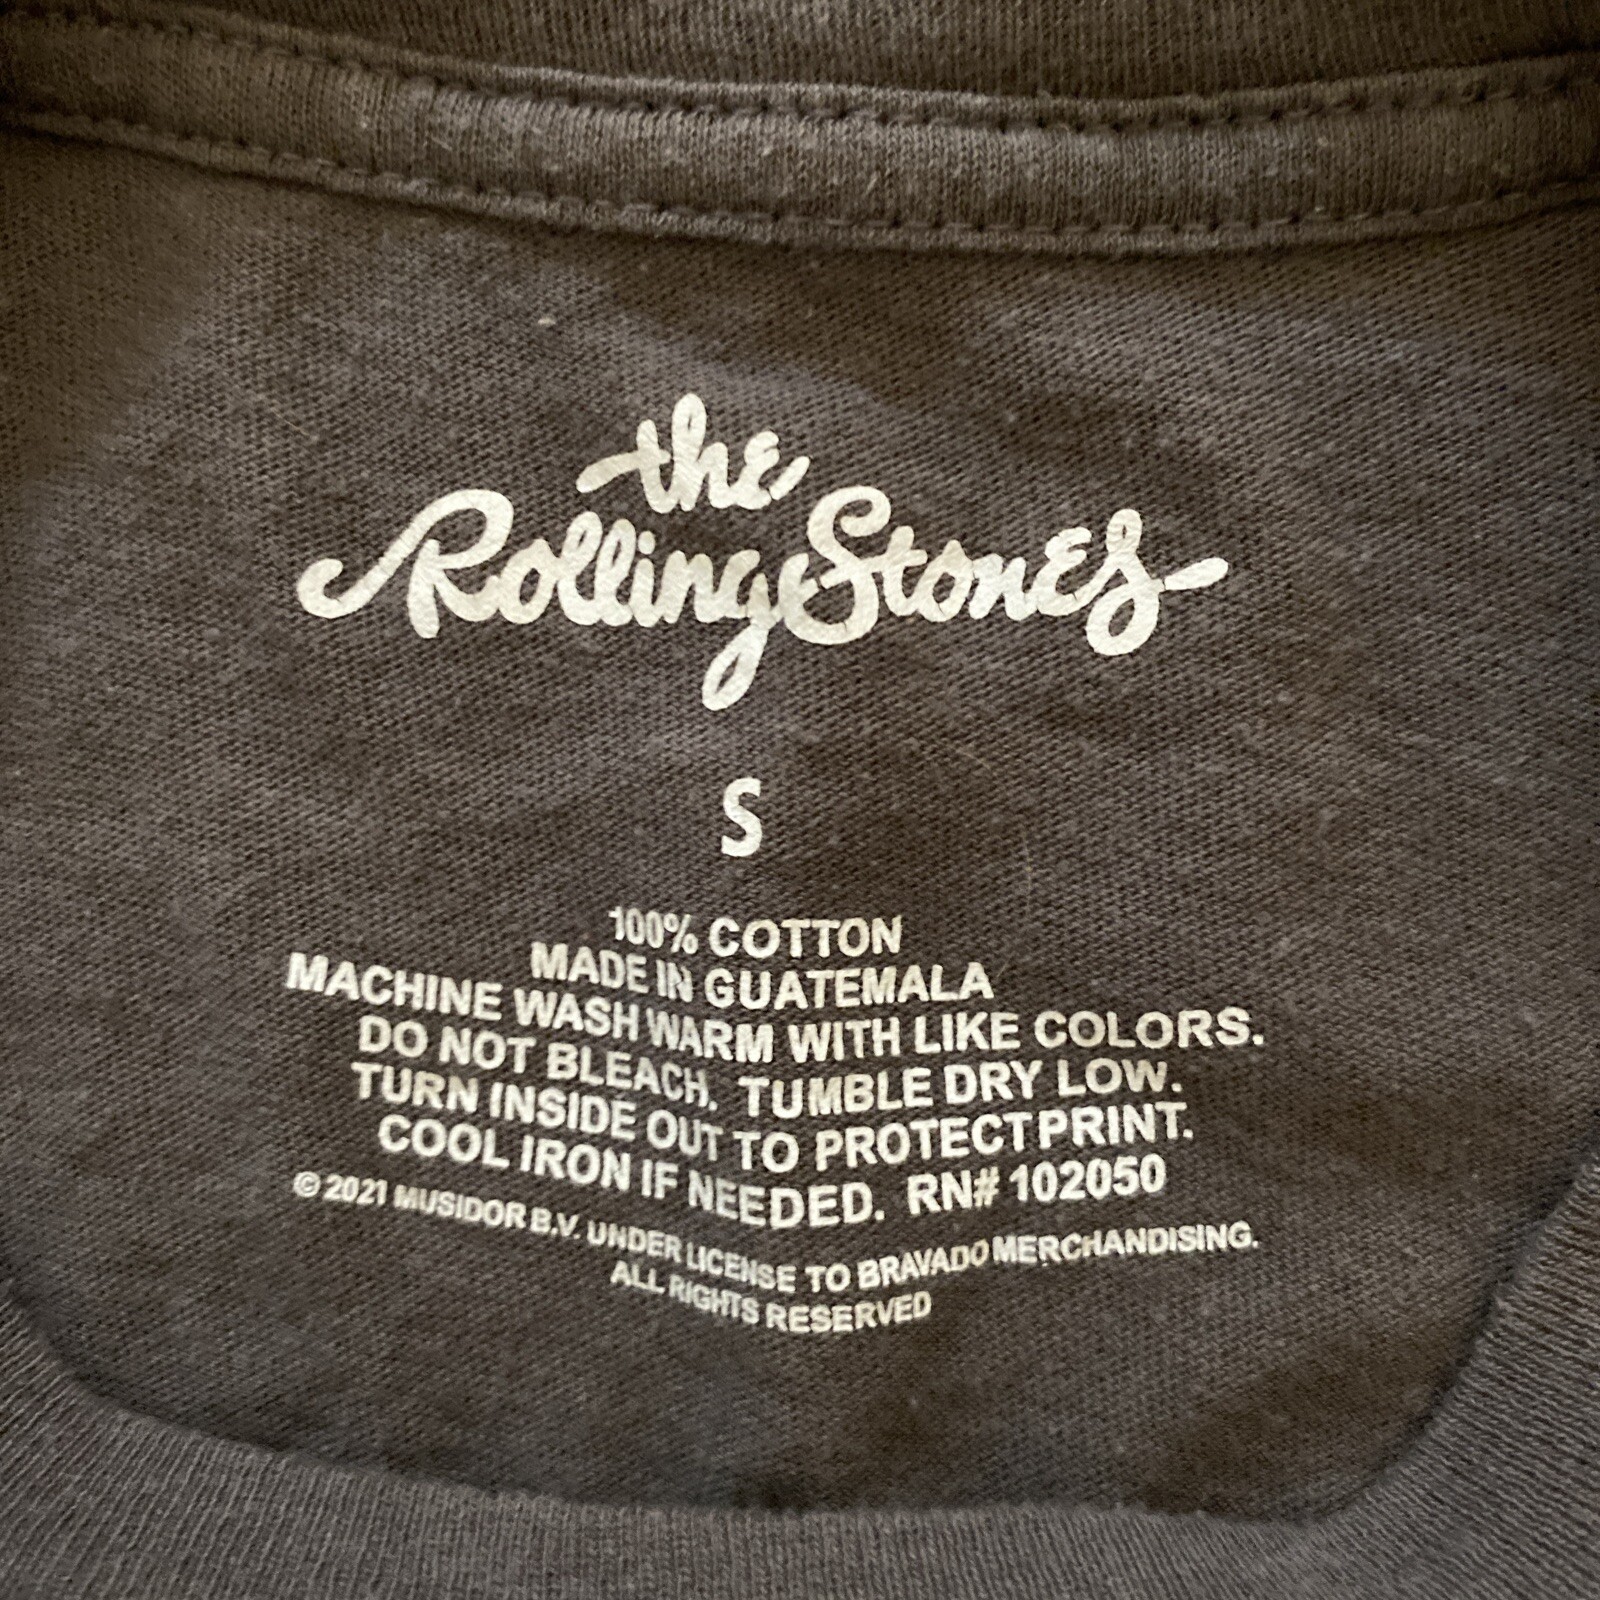 the
Rolling Stones
S
100% COTTON
MADE IN GUATEMALA
MACHINE WASH WARM WITH LIKE COLORS.
DO NOT BLEACH. TUMBLE DRY LOW.
TURN INSIDE OUT TO PROTECT PRINT.
COOL IRON IF NEEDED. RN# 102050
© 2021 MUSIDOR B.V. UNDER LICENSE TO BRAVADO MERCHANDISING.
ALL RIGHTS RESERVED